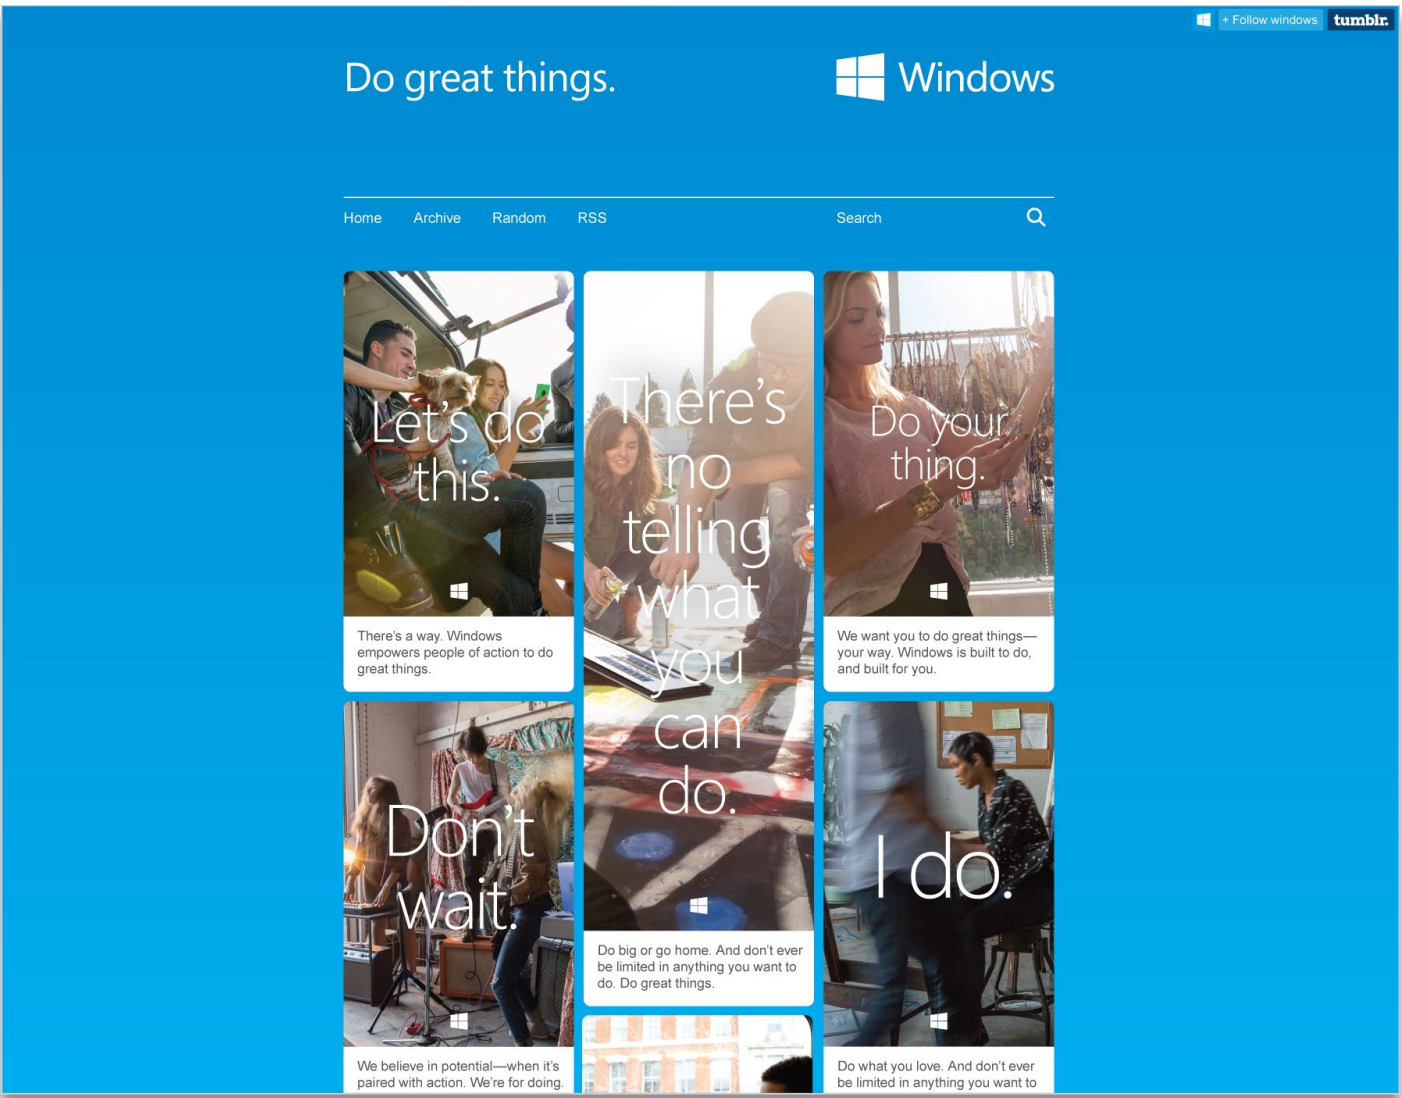 + Follow windows
tumblr.
Do great things.
Windows
Home
Archive
Random
RSS
Search
Let's do
this.
There's a way. Windows
empowers people of action to do
great things.
There's
no
telling
what
you
can
do.
Do big or go home. And don't ever
be limited in anything you want to
do. Do great things.
Do your
thing.
We want you to do great things—
your way. Windows is built to do,
and built for you.
Don't
wait.
We believe in potential—when it's
paired with action. We're for doing.
I do.
Do what you love. And don't ever
be limited in anything you want to